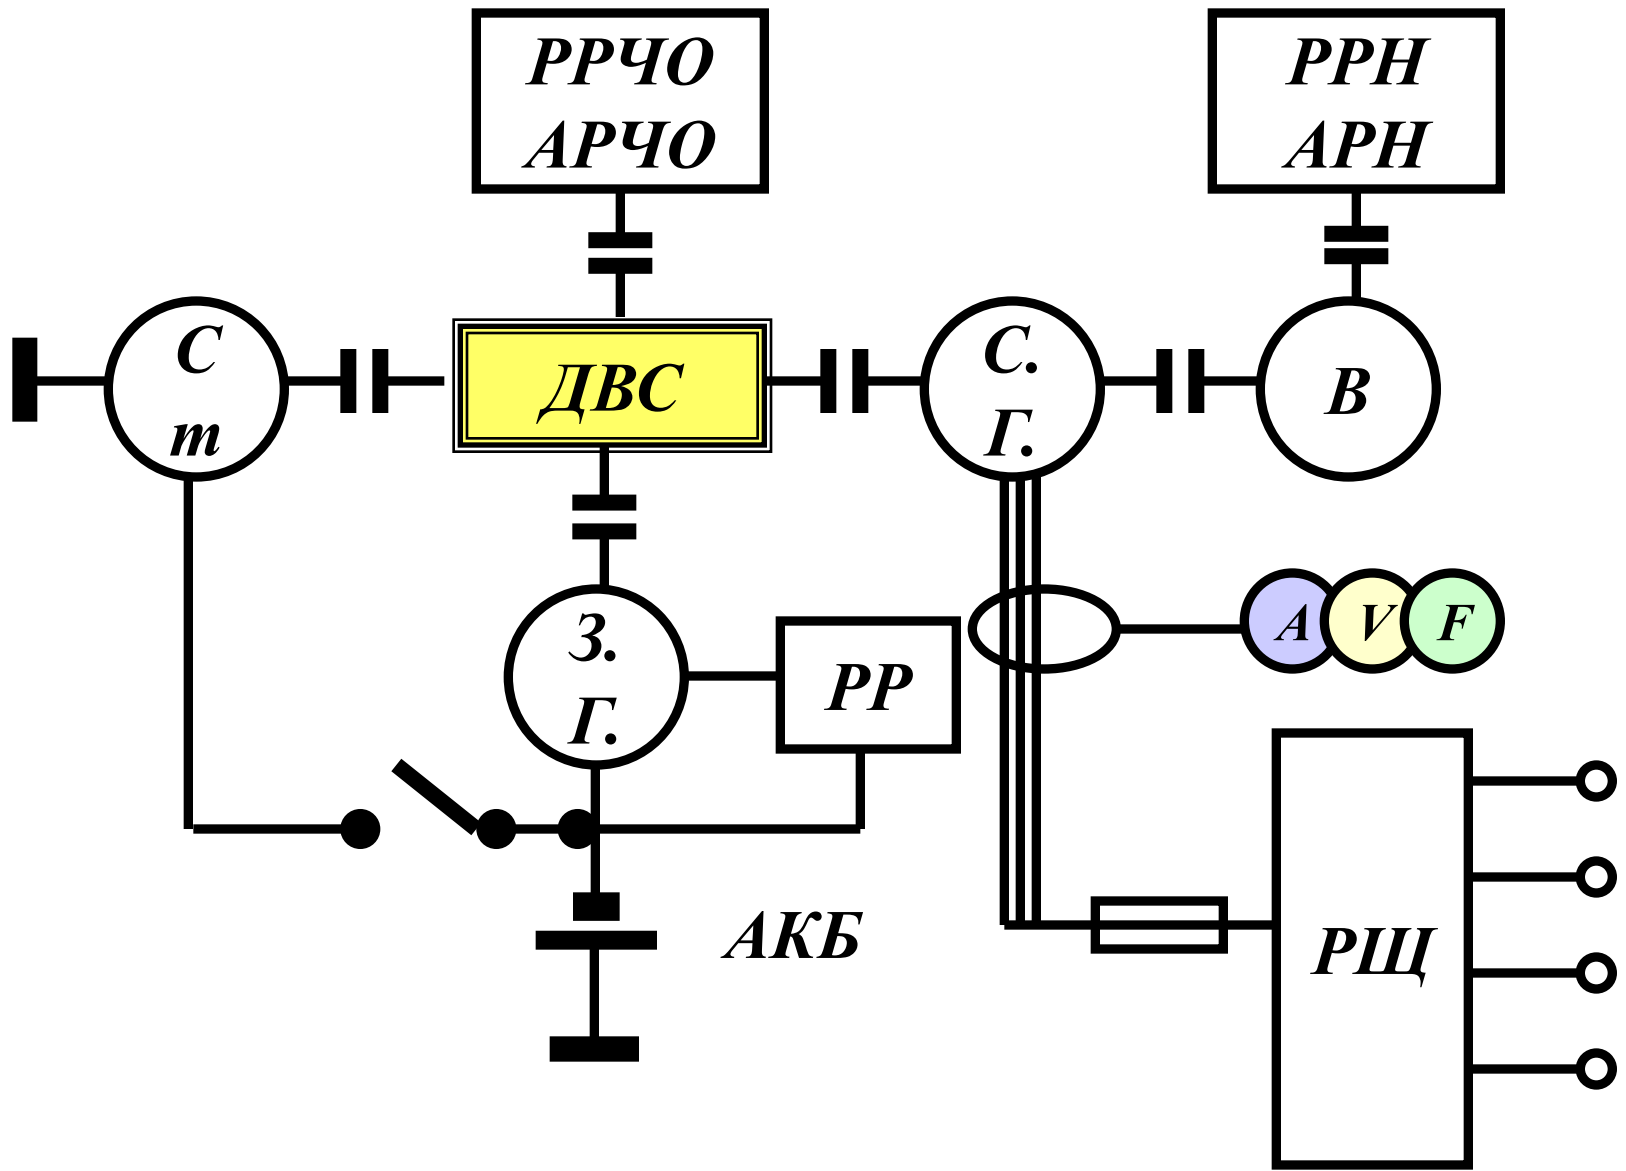 РРЧО
АРЧО
РРН
АРН
С
т
ДВС
С.
Г.
В
З.
Г.
РР
A
V
F
АКБ
РЩ